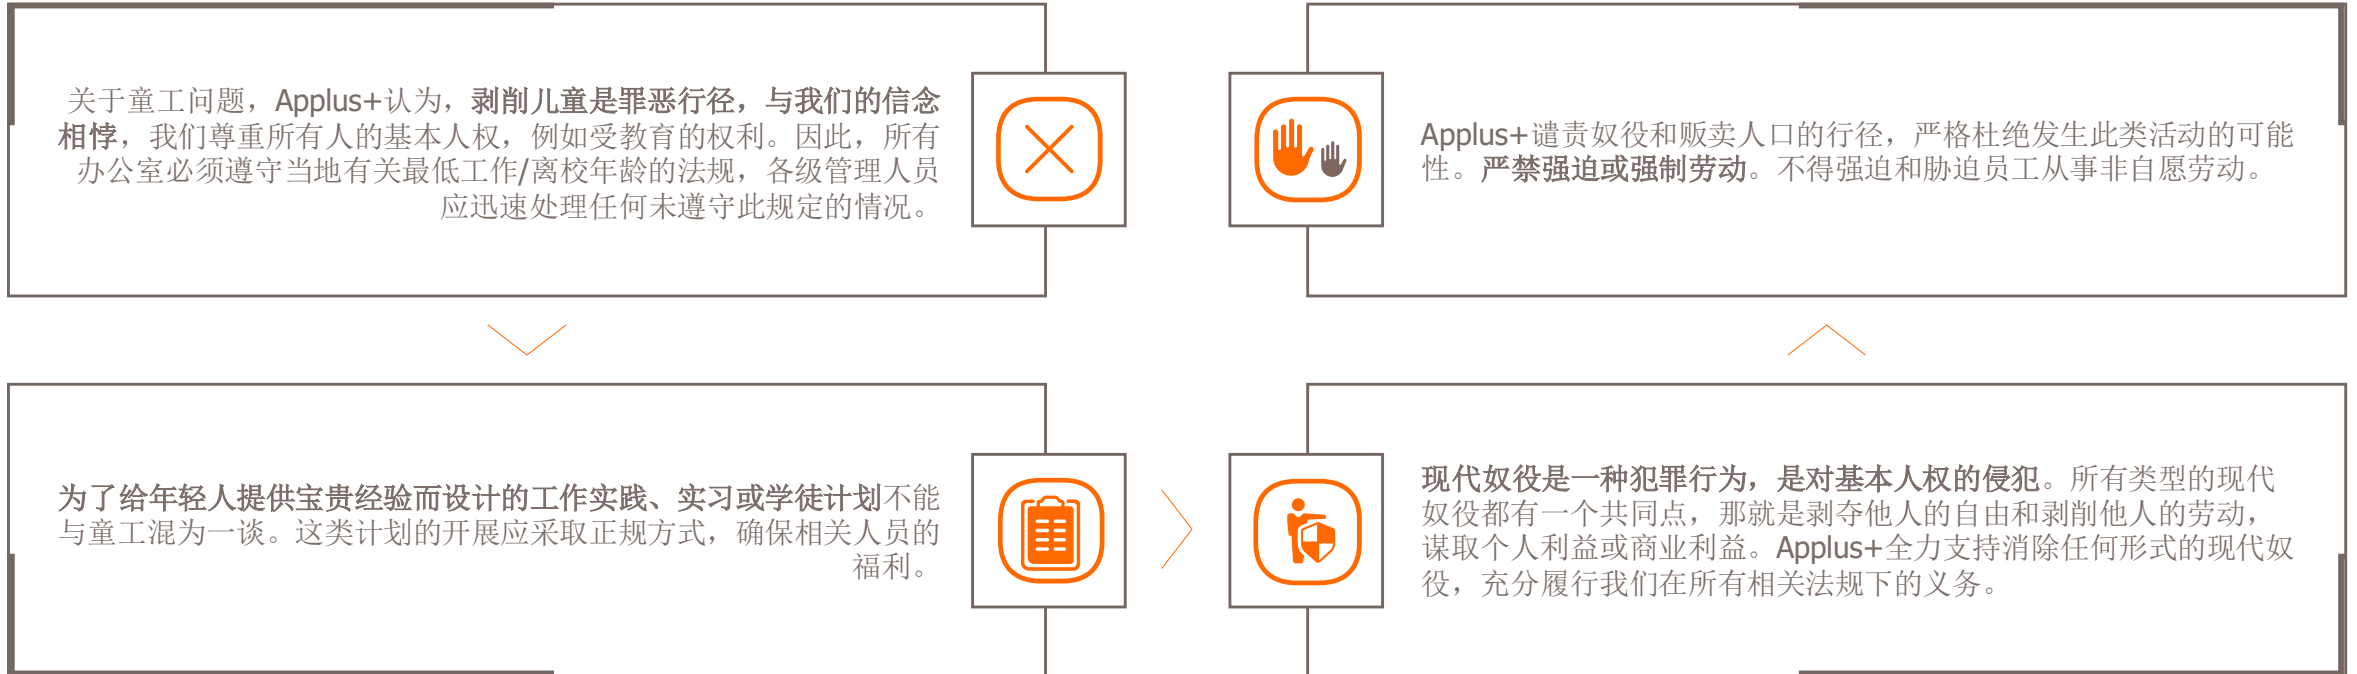 关于童工问题，Applus+认为，剥削儿童是罪恶行径，与我们的信念
相悖，我们尊重所有人的基本人权，例如受教育的权利。因此，所有
办公室必须遵守当地有关最低工作/离校年龄的法规，各级管理人员
应迅速处理任何未遵守此规定的情况。
为了给年轻人提供宝贵经验而设计的工作实践、实习或学徒计划不能
与童工混为一谈。这类计划的开展应采取正规方式，确保相关人员的
福利。
现代奴役是一种犯罪行为，是对基本人权的侵犯。所有类型的现代
奴役都有一个共同点，那就是剥夺他人的自由和剥削他人的劳动，
谋取个人利益或商业利益。Applus+全力支持消除任何形式的现代奴
役，充分履行我们在所有相关法规下的义务。
Applus+谴责奴役和贩卖人口的行径，严格杜绝发生此类活动的可能
性。严禁强迫或强制劳动。不得强迫和胁迫员工从事非自愿劳动。